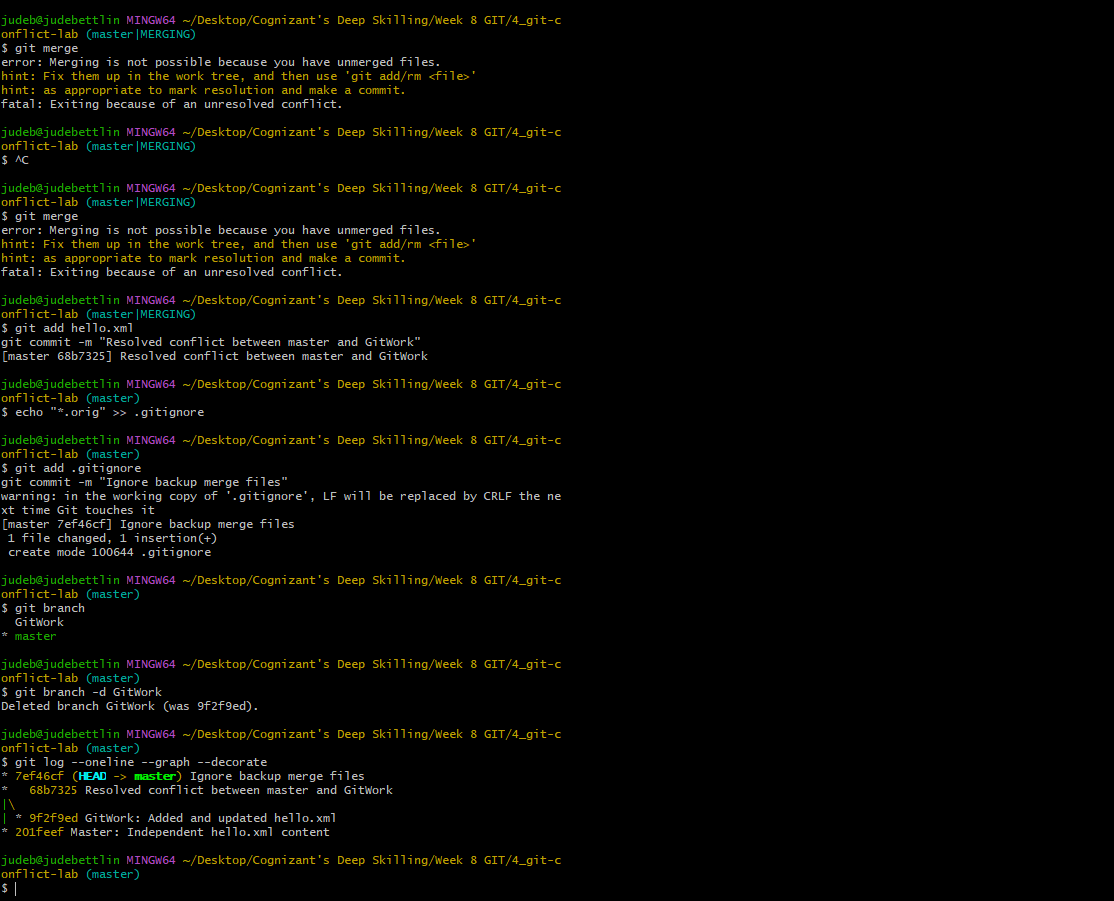 judeb@judebettlin MINGW64 ~/Desktop/Cognizant's Deep Skilling/Week 8 GIT/4_git-c
onflict-lab (master|MERGING)
$ git merge
error: Merging is not possible because you have unmerged files.
hint: Fix them up in the work tree, and then use 'git add/rm <file>'
hint: as appropriate to mark resolution and make a commit.
fatal: Exiting because of an unresolved conflict.
judeb@judebettlin MINGW64 ~/Desktop/Cognizant's Deep Skilling/Week 8 GIT/4_git-c
onflict-lab (master|MERGING)
$ ^C
judeb@judebettlin MINGW64 ~/Desktop/Cognizant's Deep Skilling/Week 8 GIT/4_git-c
onflict-lab (master|MERGING)
$ git merge
error: Merging is not possible because you have unmerged files.
hint: Fix them up in the work tree, and then use 'git add/rm <file>'
hint: as appropriate to mark resolution and make a commit.
fatal: Exiting because of an unresolved conflict.
judeb@judebettlin MINGW64 ~/Desktop/Cognizant's Deep Skilling/Week 8 GIT/4_git-c
onflict-lab (master|MERGING)
$ git add hello.xml
git commit -m "Resolved conflict between master and GitWork"
[master 68b7325] Resolved conflict between master and GitWork
judeb@judebettlin MINGW64 ~/Desktop/Cognizant's Deep Skilling/Week 8 GIT/4_git-c
onflict-lab (master)
$ echo "*.orig" >> .gitignore
judeb@judebettlin MINGW64 ~/Desktop/Cognizant's Deep Skilling/Week 8 GIT/4_git-c
onflict-lab (master)
$ git add .gitignore
git commit -m "Ignore backup merge files"
warning: in the working copy of '.gitignore', LF will be replaced by CRLF the ne
xt time Git touches it
[master 7ef46cf] Ignore backup merge files
 1 file changed, 1 insertion(+)
 create mode 100644 .gitignore
judeb@judebettlin MINGW64 ~/Desktop/Cognizant's Deep Skilling/Week 8 GIT/4_git-c
onflict-lab (master)
$ git branch
  GitWork
* master
judeb@judebettlin MINGW64 ~/Desktop/Cognizant's Deep Skilling/Week 8 GIT/4_git-c
onflict-lab (master)
$ git branch -d GitWork
Deleted branch GitWork (was 9f2f9ed).
judeb@judebettlin MINGW64 ~/Desktop/Cognizant's Deep Skilling/Week 8 GIT/4_git-c
onflict-lab (master)
$ git log --oneline --graph --decorate
* 7ef46cf (HEAD -> master) Ignore backup merge files
*   68b7325 Resolved conflict between master and GitWork
|\
| * 9f2f9ed GitWork: Added and updated hello.xml
* 201feef Master: Independent hello.xml content
judeb@judebettlin MINGW64 ~/Desktop/Cognizant's Deep Skilling/Week 8 GIT/4_git-c
onflict-lab (master)
$